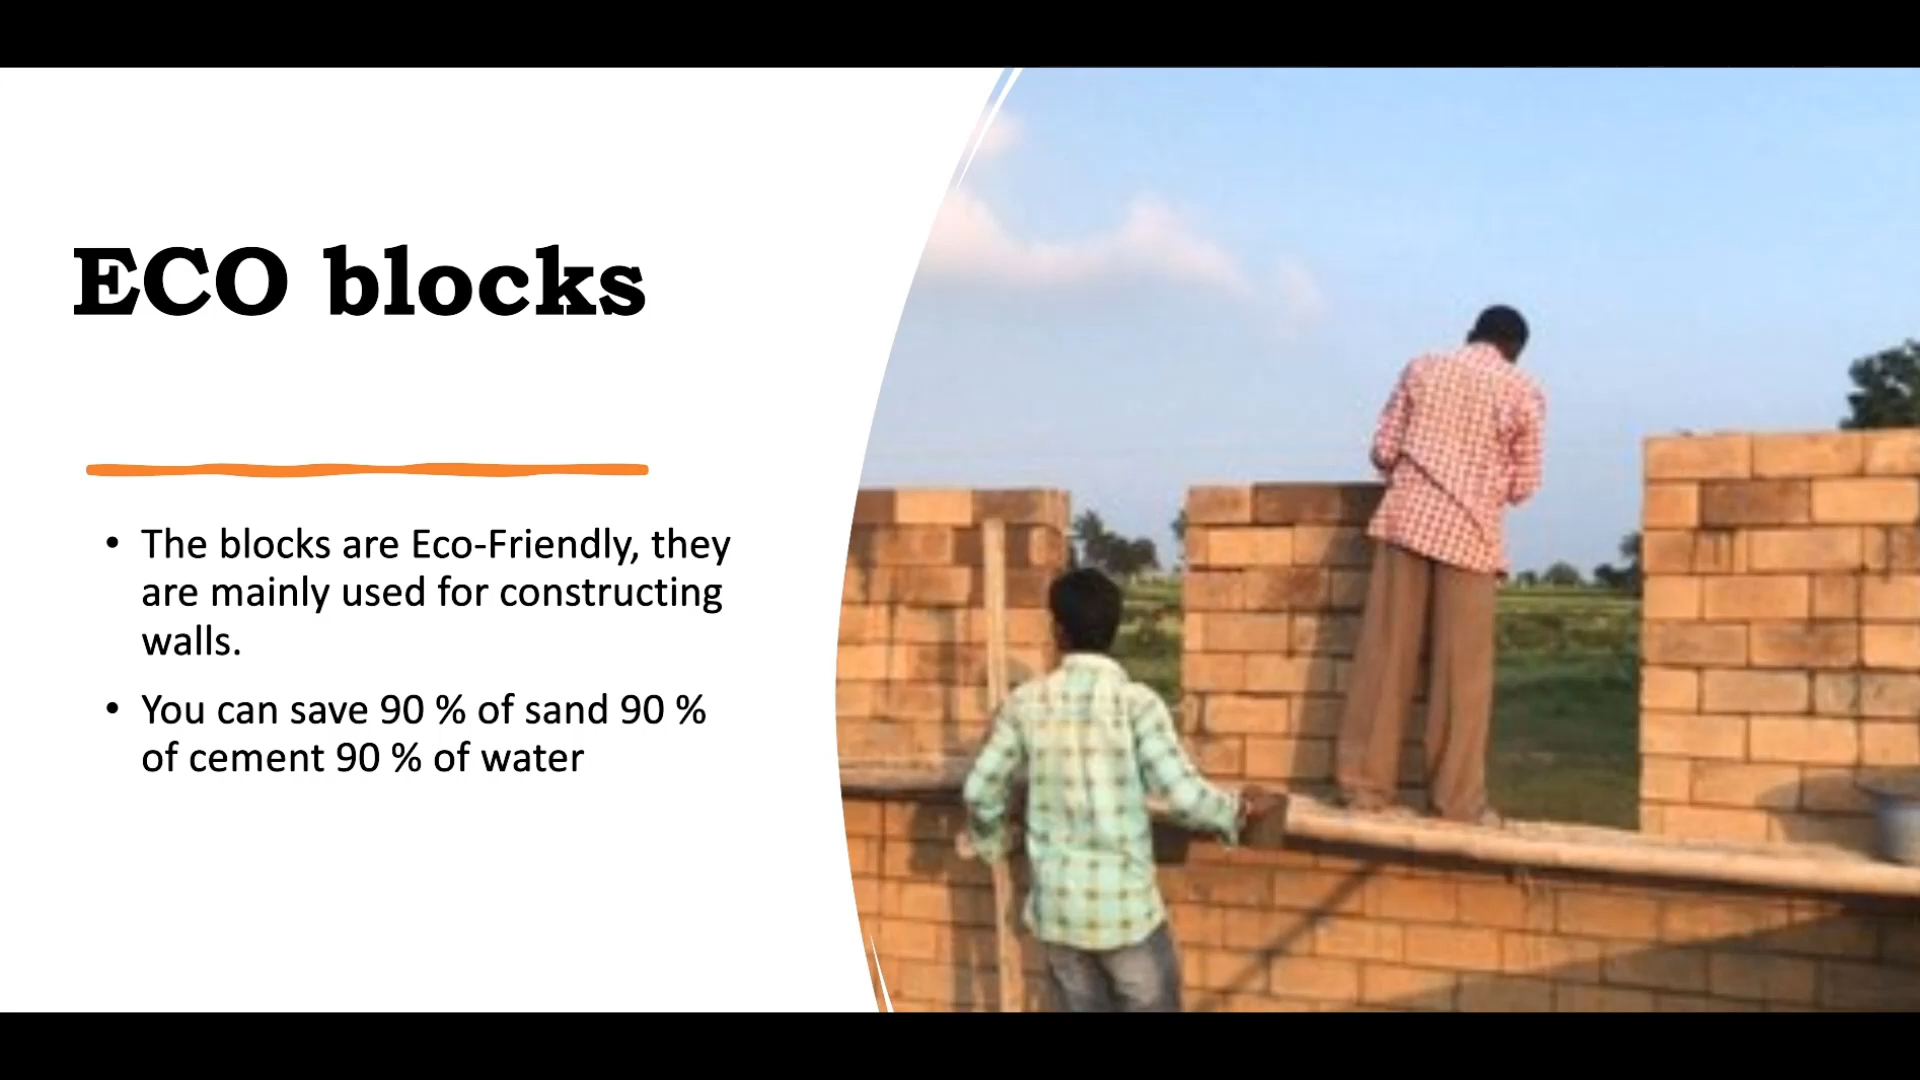 ECO blocks
• The blocks are Eco-Friendly, they
are mainly used for constructing
walls.
• You can save 90 % of sand 90 %
of cement 90 % of water